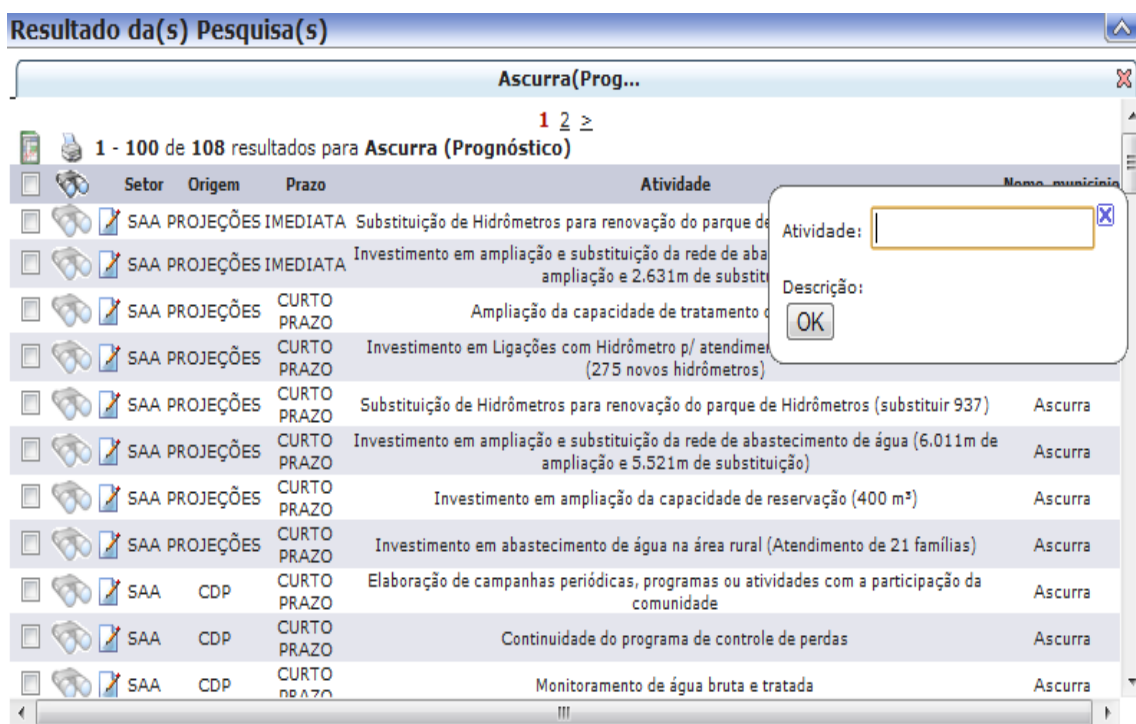 Resultado da(s) Pesquisa(s)
Ascurra(Prog...
1 2 >
1 - 100 de 108 resultados para Ascurra (Prognóstico)
Setor Origem Prazo Atividade Nome_municipio
SAA PROJEÇÕES IMEDIATA Substituição de Hidrômetros para renovação do parque de
SAA PROJEÇÕES IMEDIATA Investimento em ampliação e substituição da rede de aba
ampliação e 2.631m de substitu
Atividade:
Descrição:
OK
SAA PROJEÇÕES CURTO PRAZO Ampliação da capacidade de tratamento
SAA PROJEÇÕES CURTO PRAZO Investimento em Ligações com Hidrômetro p/ atendimen
(275 novos hidrômetros)
SAA PROJEÇÕES CURTO PRAZO Substituição de Hidrômetros para renovação do parque de Hidrômetros (substituir 937) Ascurra
SAA PROJEÇÕES CURTO PRAZO Investimento em ampliação e substituição da rede de abastecimento de água (6.011m de
ampliação e 5.521m de substituição) Ascurra
SAA PROJEÇÕES CURTO PRAZO Investimento em ampliação da capacidade de reservação (400 m³) Ascurra
SAA PROJEÇÕES CURTO PRAZO Investimento em abastecimento de água na área rural (Atendimento de 21 famílias) Ascurra
SAA CDP CURTO PRAZO Elaboração de campanhas periódicas, programas ou atividades com a participação da
comunidade Ascurra
SAA CDP CURTO PRAZO Continuidade do programa de controle de perdas Ascurra
SAA CDP CURTO PRAZO Monitoramento de água bruta e tratada Ascurra